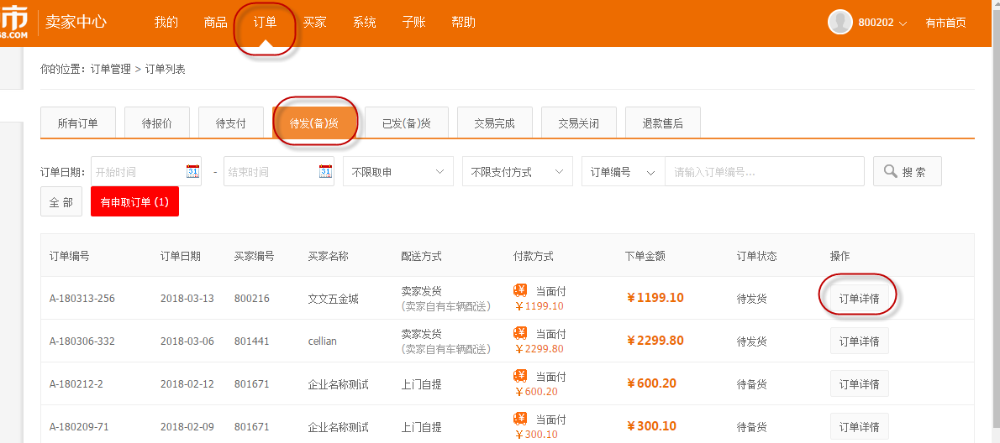 市 卖家中心 我的 商品 订单 买家 系统 子账 帮助 800202 有市首页
8.COM
你的位置：订单管理 > 订单列表
所有订单 待报价 待支付 待发(备)货 已发(备)货 交易完成 交易关闭 退款售后
订单日期： 开始时间 31 - 结束时间 31 不限取申 不限支付方式 订单编号 请输入订单编号... 搜 索
全 部 有申取订单 (1)
订单编号 订单日期 买家编号 买家名称 配送方式 付款方式 下单金额 订单状态 操作
A-180313-256 2018-03-13 800216 文文五金城 卖家发货 ¥ 当面付 ¥1199.10 待发货 订单详情
(卖家自有车辆配送) ¥1199.10
A-180306-332 2018-03-06 801441 cellian 卖家发货 ¥ 当面付 ¥2299.80 待发货 订单详情
(卖家自有车辆配送) ¥2299.80
A-180212-2 2018-02-12 801671 企业名称测试 上门自提 ¥ 当面付 ¥600.20 待备货 订单详情
¥600.20
A-180209-71 2018-02-09 801671 企业名称测试 上门自提 ¥ 当面付 ¥300.10 待备货 订单详情
¥300.10